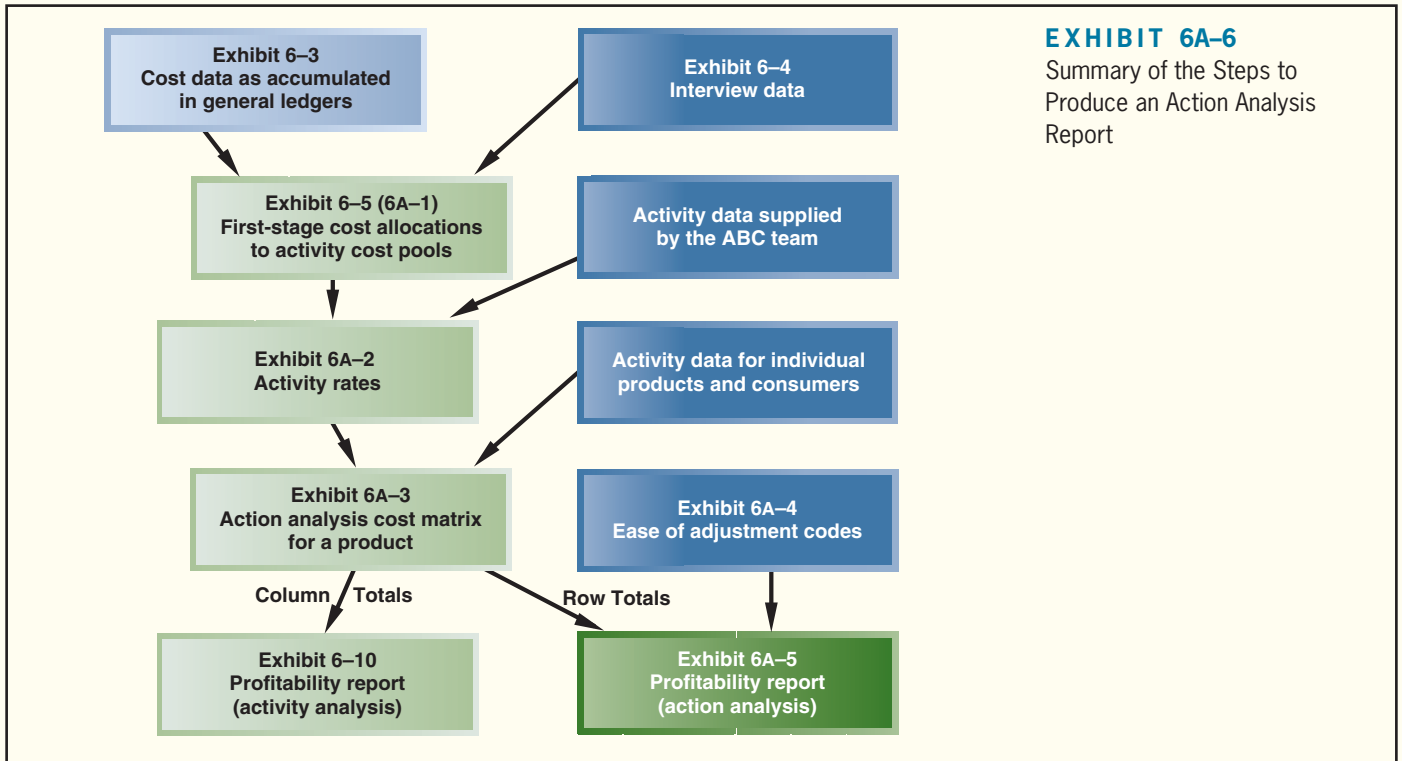 Exhibit 6–3
Cost data as accumulated
in general ledgers
Exhibit 6–4
Interview data
EXHIBIT 6A–6
Summary of the Steps to
Produce an Action Analysis
Report
Exhibit 6–5 (6A–1)
First-stage cost allocations
to activity cost pools
Activity data supplied
by the ABC team
Exhibit 6A–2
Activity rates
Activity data for individual
products and consumers
Exhibit 6A–3
Action analysis cost matrix
for a product
Exhibit 6A–4
Ease of adjustment codes
Column Totals
Row Totals
Exhibit 6–10
Profitability report
(activity analysis)
Exhibit 6A–5
Profitability report
(action analysis)